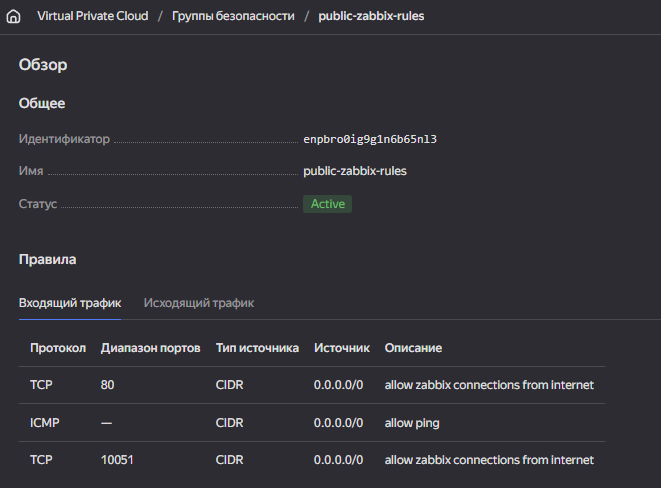 Virtual Private Cloud / Группы безопасности / public-zabbix-rules
Обзор
Общее
Идентификатор enpbro0ig9g1n6b65nl3
Имя public-zabbix-rules
Статус Active
Правила
Входящий трафик Исходящий трафик
Протокол Диапазон портов Тип источника Источник Описание
TCP 80 CIDR 0.0.0.0/0 allow zabbix connections from internet
ICMP — CIDR 0.0.0.0/0 allow ping
TCP 10051 CIDR 0.0.0.0/0 allow zabbix connections from internet